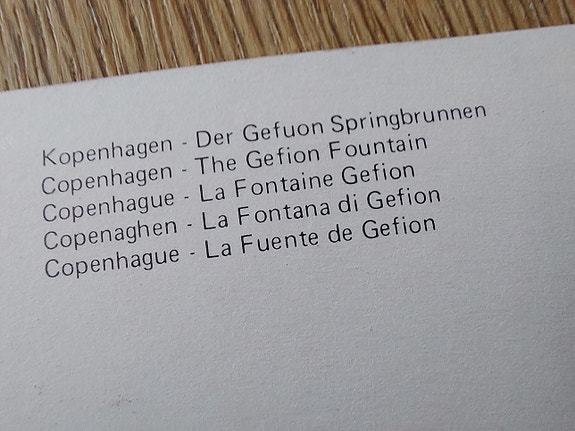 Kopenhagen - Der Gefuon Springbrunnen
Copenhagen - The Gefion Fountain
Copenhague - La Fontaine Gefion
Copenaghen - La Fontana di Gefion
Copenhague - La Fuente de Gefion